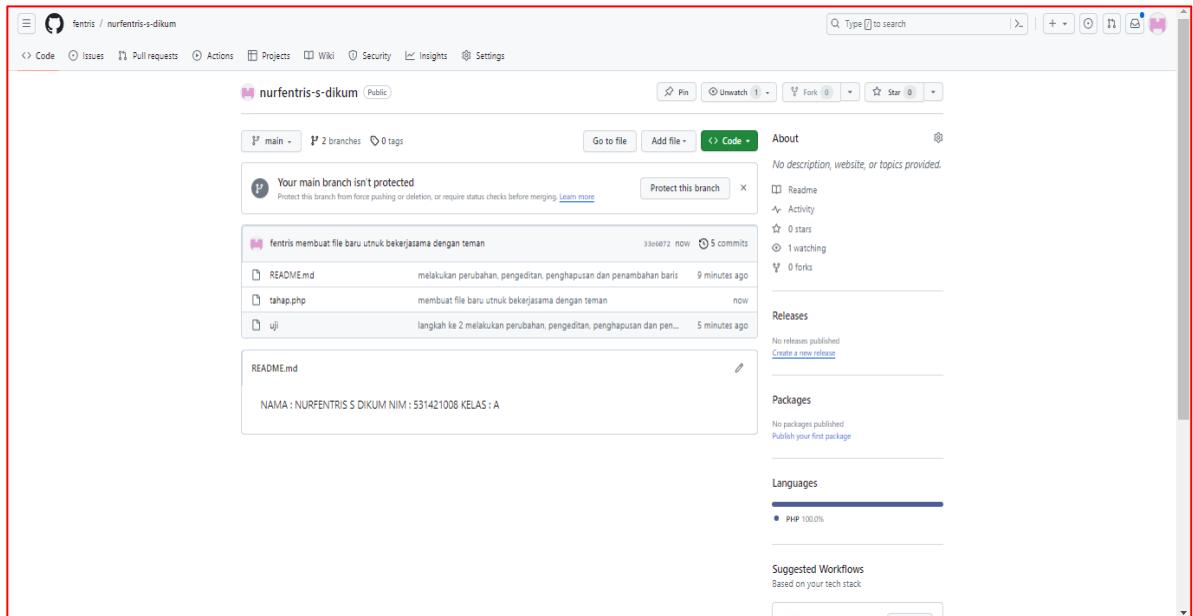 fentris / nurfentris-s-dikum
Type / to search
Code Issues Pull requests Actions Projects Wiki Security Insights Settings
nurfentris-s-dikum Public
Pin Unwatch 1 Fork 0 Star 0
main 2 branches 0 tags Go to file Add file Code
Your main branch isn't protected
Protect this branch from force pushing or deletion, or require status checks before merging. Learn more
Protect this branch
fentris membuat file baru utnuk bekerjasama dengan teman 33e6072 now 5 commits
README.md melakukan perubahan, pengeditan, penghapusan dan penambahan baris 9 minutes ago
tahap.php membuat file baru utnuk bekerjasama dengan teman now
uji langkah ke 2 melakukan perubahan, pengeditan, penghapusan dan pen... 5 minutes ago
README.md
NAMA : NURFENTRIS S DIKUM NIM : 531421008 KELAS : A
About
No description, website, or topics provided.
Readme
Activity
0 stars
1 watching
0 forks
Releases
No releases published
Create a new release
Packages
No packages published
Publish your first package
Languages
PHP 100.0%
Suggested Workflows
Based on your tech stack